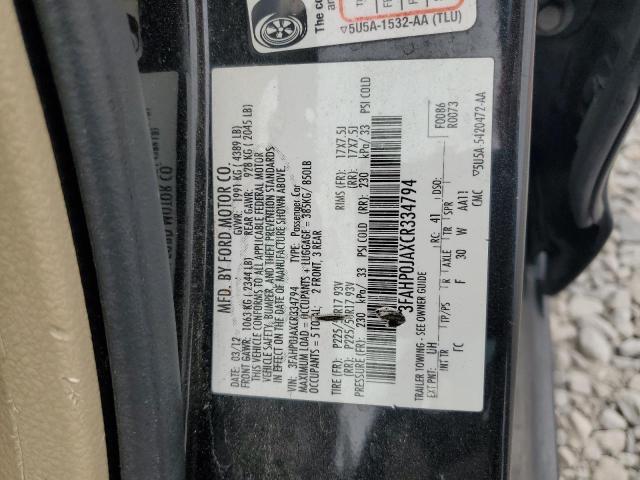 The co
an
▽5U5A-1532-AA (TLU)
MFD. BY FORD MOTOR CO.
DATE: 03/12 GVWR: 1991 KG ( 4389 LB)
FRONT GAWR: 1063 KG ( 2344 LB) REAR GAWR: 928 KG ( 2045 LB)
THIS VEHICLE CONFORMS TO ALL APPLICABLE FEDERAL MOTOR
VEHICLE SAFETY, BUMPER, AND THEFT PREVENTION STANDARDS
IN EFFECT ON THE DATE OF MANUFACTURE SHOWN ABOVE.
VIN: 3FAHP0JAXCR334794 TYPE: Passenger Car
MAXIMUM LOAD = OCCUPANTS + LUGGAGE = 385KG/ 850LB
OCCUPANTS = 5 TOTAL; 2 FRONT, 3 REAR
TIRE (FR): P225/50R17 93V RIMS (FR): 17X7.5J
(RR): P225/50R17 93V (RR): 17X7.5J
PRESSURE (FR): 230 kPa/ 33 PSI COLD (RR): 230 kPa/ 33 PSI COLD
3FAHP0JAXCR334794
TRAILER TOWING - SEE OWNER GUIDE
F0086
R0073
EXT PNT: UH RC: 41 DSO:
INT TR TP/PS R AXLE TR SPR
TC F 30 W AA11
CMC
▽5U5A-5420472-AA